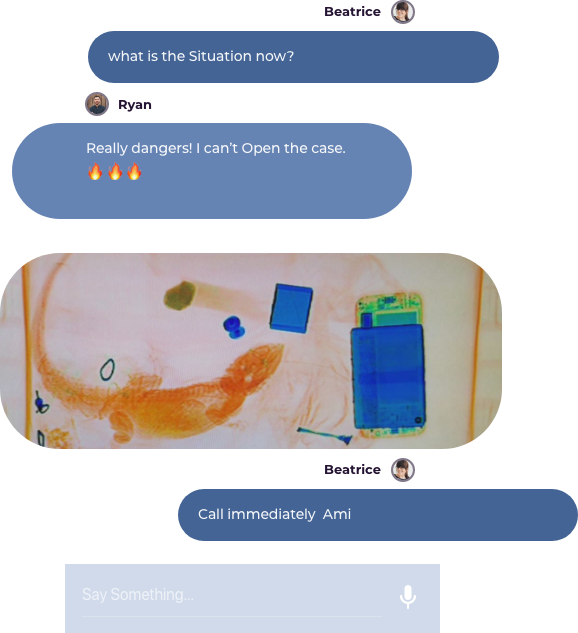 Beatrice
what is the Situation now?
Ryan
Really dangers! I can't Open the case.
🔥🔥🔥
Beatrice
Call immediately  Ami
Say Something...